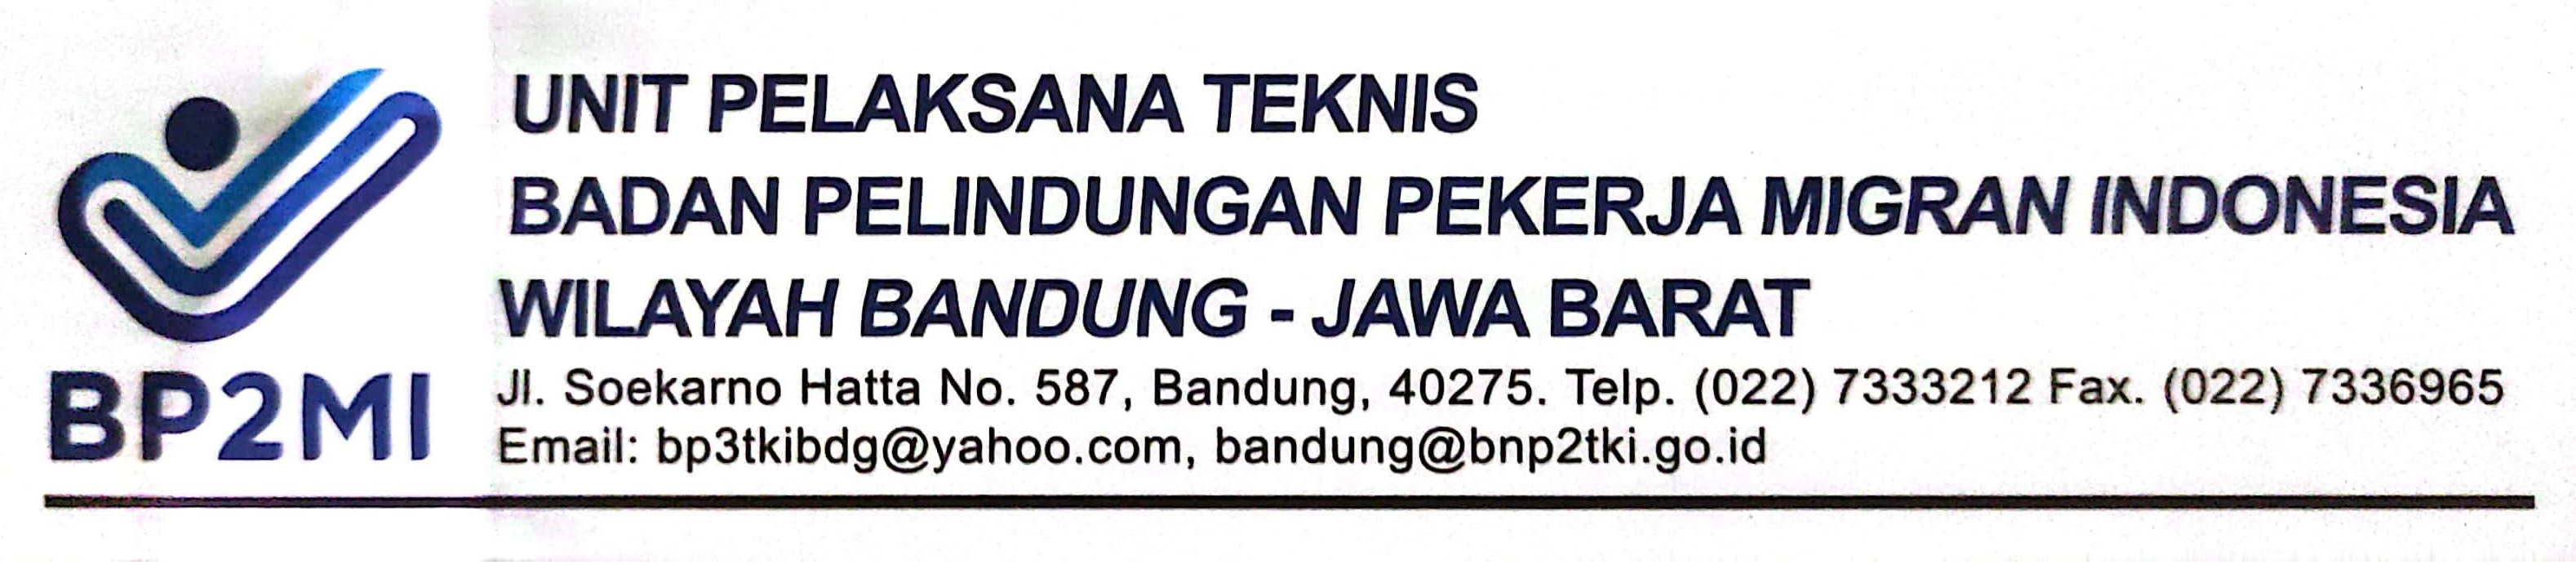 UNIT PELAKSANA TEKNIS
BADAN PELINDUNGAN PEKERJA MIGRAN INDONESIA
WILAYAH BANDUNG - JAWA BARAT
Jl. Soekarno Hatta No. 587, Bandung, 40275. Telp. (022) 7333212 Fax. (022) 7336965
Email: bp3tkibdg@yahoo.com, bandung@bnp2tki.go.id
BP2MI